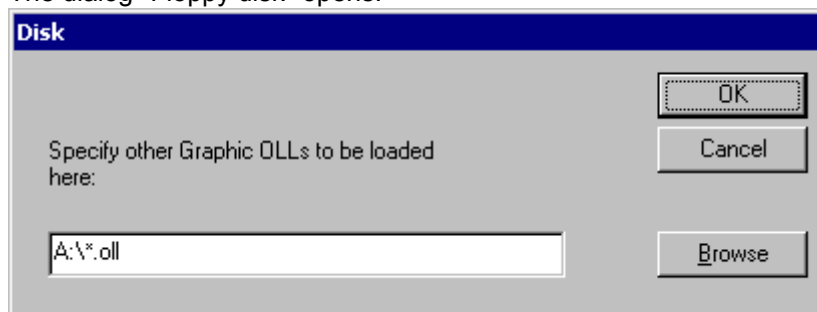 The dialog "Floppy disk" opens.
Disk
OK
Specify other Graphic OLLs to be loaded
here:
Cancel
A:\*.oll
Browse